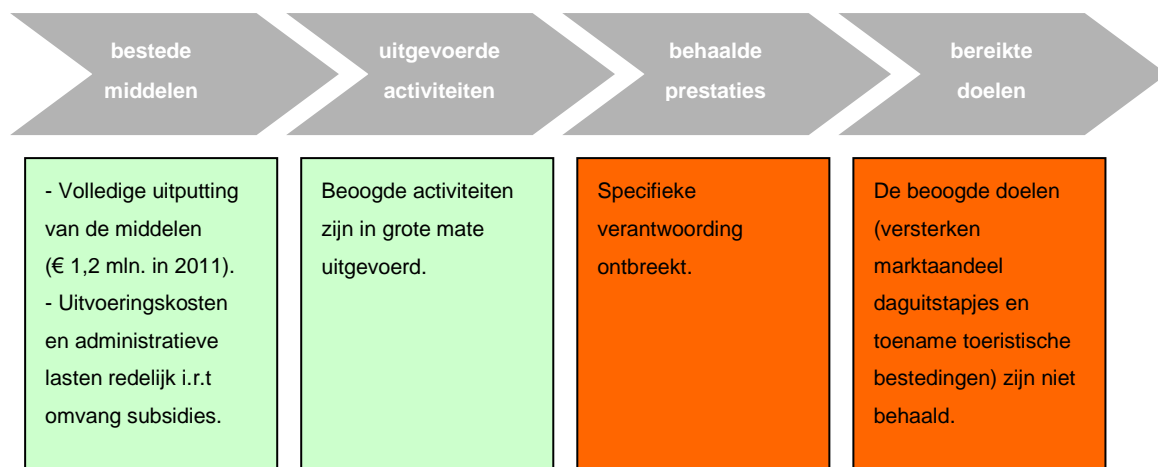 bestede
middelen
uitgevoerde
activiteiten
behaalde
prestaties
bereikte
doelen
- Volledige uitputting
van de middelen
(€ 1,2 mln. in 2011).
- Uitvoeringskosten
en administratieve
lasten redelijk i.r.t
omvang subsidies.
Beoogde activiteiten
zijn in grote mate
uitgevoerd.
Specifieke
verantwoording
ontbreekt.
De beoogde doelen
(versterken
marktaandeel
daguitstapjes en
toename toeristische
bestedingen) zijn niet
behaald.